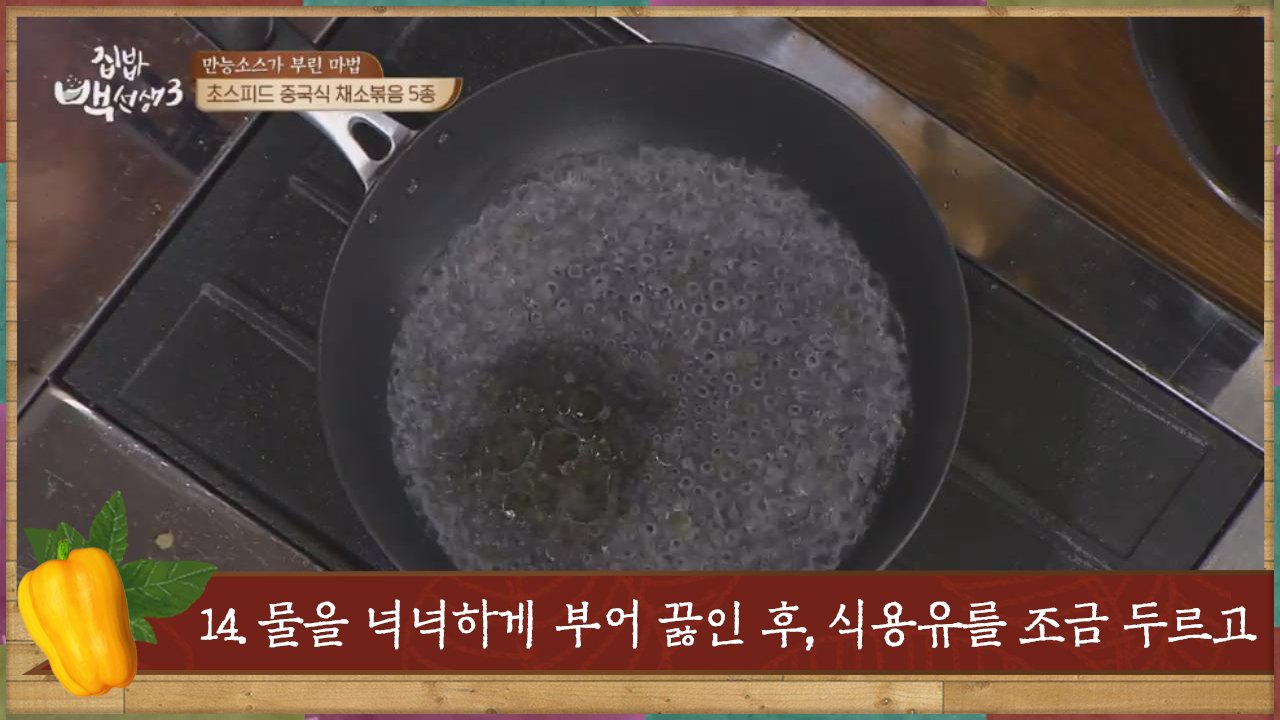 집밥
백선생3
만능소스가 부린 마법
초스피드 중국식 채소볶음 5종
14. 물을 넉넉하게 부어 끓인 후, 식용유를 조금 두르고